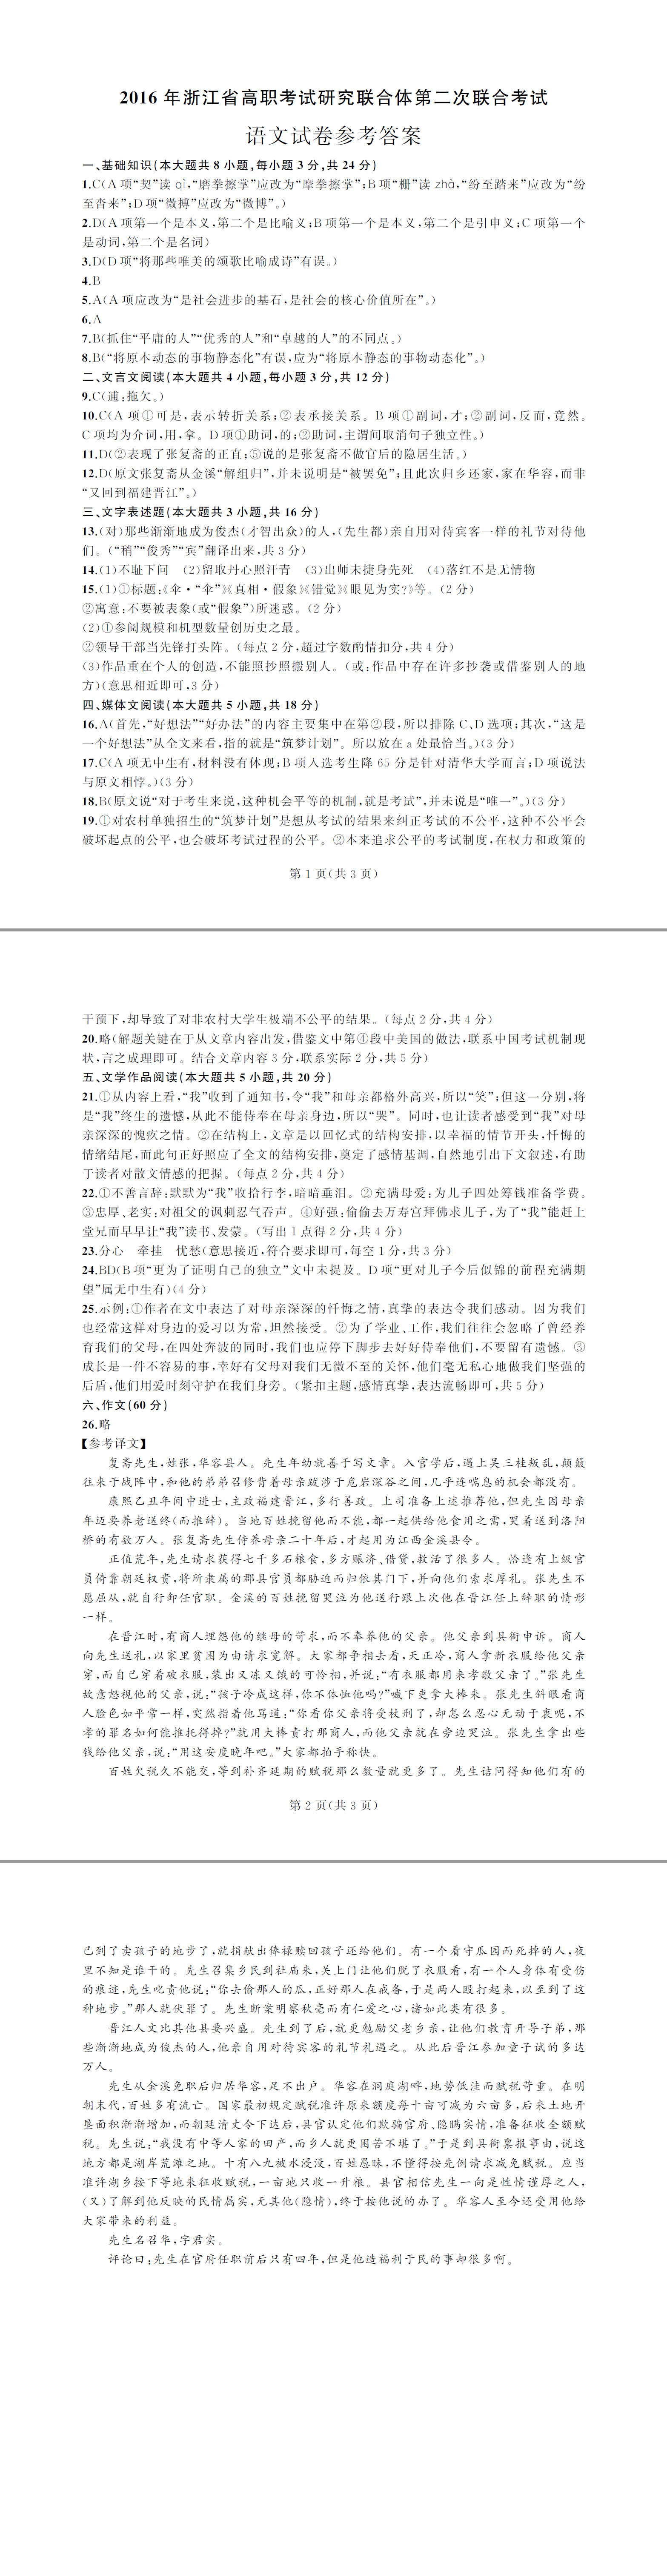 2016 年浙江省高职考试研究联合体第二次联合考试
语文试卷参考答案
一、基础知识(本大题共 8 小题,每小题 3 分,共 24 分)
1.C(A 项“契”读 qì,“磨拳擦掌”应改为“摩拳擦掌”;B 项“栅”读 zhà,“纷至踏来”应改为“纷
至沓来”;D 项“微搏”应改为“微博”。)
2.D(A 项第一个是本义,第二个是比喻义;B 项第一个是本义,第二个是引申义;C 项第一个
是动词,第二个是名词)
3.D(D 项“将那些唯美的颂歌比喻成诗”有误。)
4.B
5.A(A 项应改为“是社会进步的基石,是社会的核心价值所在”。)
6.A
7.B(抓住“平庸的人”“优秀的人”和“卓越的人”的不同点。)
8.B(“将原本动态的事物静态化”有误,应为“将原本静态的事物动态化”。)
二、文言文阅读(本大题共 4 小题,每小题 3 分,共 12 分)
9.C(逋:拖欠。)
10.C(A 项①可是,表示转折关系;②表承接关系。B 项①副词,才;②副词,反而,竟然。
C 项均为介词,用,拿。D 项①助词,的;②助词,主谓间取消句子独立性。)
11.D(②表现了张复斋的正直;⑤说的是张复斋不做官后的隐居生活。)
12.D(原文张复斋从金溪“解组归”,并未说明是“被罢免”;且此次归乡还家,家在华容,而非
“又回到福建晋江”。)
三、文字表述题(本大题共 3 小题,共 16 分)
13.(对)那些渐渐地成为俊杰(才智出众)的人,(先生都)亲自用对待宾客一样的礼节对待他
们。(“稍”“俊秀”“宾”翻译出来,共 3 分)
14.(1)不耻下问 (2)留取丹心照汗青 (3)出师未捷身先死 (4)落红不是无情物
15.(1)①标题:《伞·“伞”》《真相·假象》《错觉》《眼见为实?》等。(2 分)
②寓意:不要被表象(或“假象”)所迷惑。(2 分)
(2)①参阅规模和机型数量创历史之最。
②领导干部当先锋打头阵。(每点 2 分,超过字数酌情扣分,共 4 分)
(3)作品重在个人的创造,不能照抄照搬别人。(或:作品中存在许多抄袭或借鉴别人的地
方)(意思相近即可,3 分)
四、媒体文阅读(本大题共 5 小题,共 18 分)
16.A(首先,“好想法”“好办法”的内容主要集中在第②段,所以排除 C、D 选项;其次,“这是
一个好想法”从全文来看,指的就是“筑梦计划”。所以放在 a 处最恰当。)(3 分)
17.C(A 项无中生有,材料没有体现;B 项入选考生降 65 分是针对清华大学而言;D 项说法
与原文相悖。)(3 分)
18.B(原文说“对于考生来说,这种机会平等的机制,就是考试”,并未说是“唯一”。)(3 分)
19.①对农村单独招生的“筑梦计划”是想从考试的结果来纠正考试的不公平,这种不公平会
破坏起点的公平,也会破坏考试过程的公平。②本来追求公平的考试制度,在权力和政策的
第 1 页(共 3 页)
干预下,却导致了对非农村大学生极端不公平的结果。(每点 2 分,共 4 分)
20.略(解题关键在于从文章内容出发,借鉴文中第④段中美国的做法,联系中国考试机制现
状,言之成理即可。结合文章内容 3 分,联系实际 2 分,共 5 分)
五、文学作品阅读(本大题共 5 小题,共 20 分)
21.①从内容上看,“我”收到了通知书,令“我”和母亲都格外高兴,所以“笑”;但这一分别,将
是“我”终生的遗憾,从此不能侍奉在母亲身边,所以“哭”。同时,也让读者感受到“我”对母
亲深深的愧疚之情。②在结构上,文章是以回忆式的结构安排,以幸福的情节开头,忏悔的
情绪结尾,而此句正好照应了全文的结构安排,奠定了感情基调,自然地引出下文叙述,有助
于读者对散文情感的把握。(每点 2 分,共 4 分)
22.①不善言辞:默默为“我”收拾行李,暗暗垂泪。②充满母爱:为儿子四处筹钱准备学费。
③忠厚、老实:对祖父的讽刺忍气吞声。④好强:偷偷去万寿宫拜佛求儿子,为了“我”能赶上
堂兄而早早让“我”读书、发蒙。(写出 1 点得 2 分,共 4 分)
23.分心 牵挂 忧愁(意思接近,符合要求即可,每空 1 分,共 3 分)
24.BD(B 项“更为了证明自己的独立”文中未提及。D 项“更对儿子今后似锦的前程充满期
望”属无中生有)(4 分)
25.示例:①作者在文中表达了对母亲深深的忏悔之情,真挚的表达令我们感动。因为我们
也经常这样对身边的爱习以为常,坦然接受。②为了学业、工作,我们往往会忽略了曾经养
育我们的父母,在四处奔波的同时,我们也应停下脚步去好好侍奉他们,不要留有遗憾。③
成长是一件不容易的事,幸好有父母对我们无微不至的关怀,他们毫无私心地做我们坚强的
后盾,他们用爱时刻守护在我们身旁。(紧扣主题,感情真挚,表达流畅即可,共 5 分)
六、作文(60 分)
26.略
【参考译文】
复斋先生,姓张,华容县人。先生年幼就善于写文章。入官学后,遇上吴三桂叛乱,颠簸
往来于战阵中,和他的弟弟召修背着母亲跋涉于危岩深谷之间,几乎连喘息的机会都没有。
康熙乙丑年间中进士,主政福建晋江,多行善政。上司准备上述推荐他,但先生因母亲
年迈要养老送终(而推辞)。当地百姓挽留他而不能,都一起供给他食用之需,哭着送到洛阳
桥的有数万人。张复斋先生侍养母亲二十年后,才起用为江西金溪县令。
正值荒年,先生请求获得七千多石粮食,多方赈济、借贷,救活了很多人。恰逢有上级官
员倚靠朝廷权贵,将所隶属的郡县官员都胁迫而归依其门下,并向他们索求厚礼。张先生不
愿屈从,就自行卸任官职。金溪的百姓挽留哭泣为他送行跟上次他在晋江任上辞职的情形
一样。
在晋江时,有商人埋怨他的继母的苛求,而不奉养他的父亲。他父亲到县衙申诉。商人
向先生送礼,以家里贫困为由请求宽解。大家都争相去看,天正冷,商人拿新衣服给他父亲
穿,而自己穿着破衣服,装出又冻又饿的可怜相,并说:“有衣服都用来孝敬父亲了。”张先生
故意怒视他的父亲,说:“孩子冷成这样,你不体恤他吗?”喊下吏拿大棒来。张先生斜眼看商
人脸色如平常一样,突然指着他骂道:“你看你父亲将受杖刑了,却怎么忍心无动于衷呢,不
孝的罪名如何能推托得掉?”就用大棒责打那商人,而他父亲就在旁边哭泣。张先生拿出些
钱给他父亲,说:“用这安度晚年吧。”大家都拍手称快。
百姓欠税久不能交,等到补齐延期的赋税那么数量就更多了。先生诘问得知他们有的
第 2 页(共 3 页)
已到了卖孩子的地步了,就捐献出俸禄赎回孩子还给他们。有一个看守瓜园而死掉的人,夜
里不知是谁干的。先生召集乡民到社庙来,关上门让他们脱了衣服看,有一个人身体有受伤
的痕迹,先生叱责他说:“你去偷那人的瓜,正好那人在戒备,于是两人殴打起来,以至到了这
种地步。”那人就伏罪了。先生断案明察秋毫而有仁爱之心,诸如此类有很多。
晋江人文比其他县要兴盛。先生到了后,就更勉励父老乡亲,让他们教育开导子弟,那
些渐渐地成为俊杰的人,他亲自用对待宾客的礼节礼遇之。从此后晋江参加童子试的多达
万人。
先生从金溪免职后归居华容,足不出户。华容在洞庭湖畔,地势低洼而赋税苛重。在明
朝末代,百姓多有流亡。国家最初规定赋税准许原来额度每十亩可减为六亩多,后来土地开
垦面积渐渐增加,而朝廷清丈令下达后,县官认定他们欺骗官府、隐瞒实情,准备征收全额赋
税。先生说:“我没有中等人家的田产,而乡人就更困苦不堪了。”于是到县衙禀报事由,说这
地方都是湖岸荒滩之地。十有八九被水浸没,百姓愚昧,不懂得按先例请求减免赋税。应当
准许湖乡按下等地来征收赋税,一亩地只收一升粮。县官相信先生一向是性情谨厚之人,
(又)了解到他反映的民情属实,无其他(隐情),终于按他说的办了。华容人至今还受用他给
大家带来的利益。
先生名召华,字君实。
评论曰:先生在官府任职前后只有四年,但是他造福利于民的事却很多啊。